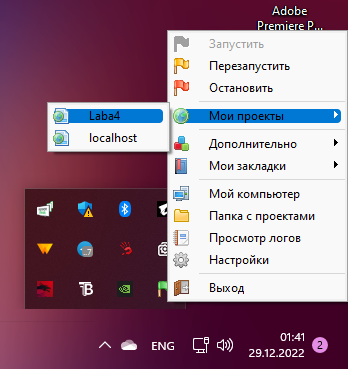 Adobe
Premiere P...
Запустить
Перезапустить
Остановить
Мои проекты
Laba4
localhost
Дополнительно
Мои закладки
Мой компьютер
Папка с проектами
Просмотр логов
Настройки
Выход
ENG
01:41
29.12.2022
2